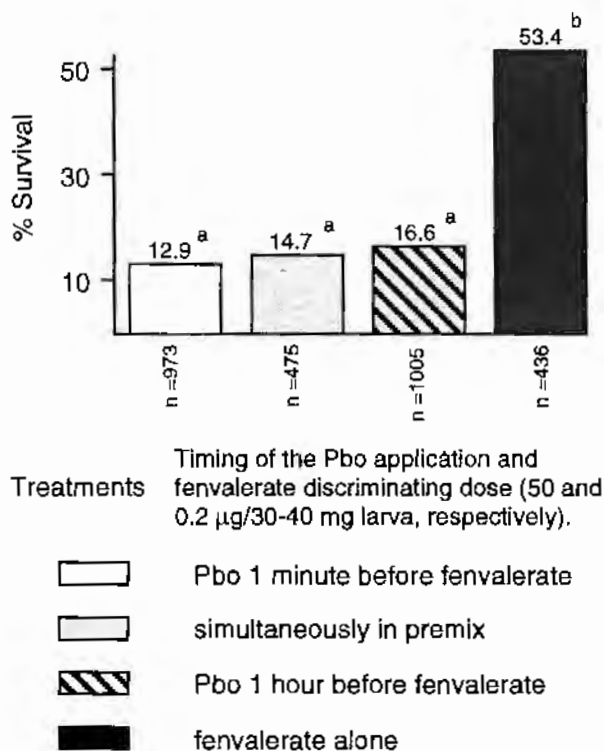 53.4 b
50
% Survival
30
12.9 a
14.7 a
16.6 a
10
n =973
n =475
n =1005
n =436
Treatments
Timing of the Pbo application and
fenvalerate discriminating dose (50 and
0.2 µg/30-40 mg larva, respectively).
Pbo 1 minute before fenvalerate
simultaneously in premix
Pbo 1 hour before fenvalerate
fenvalerate alone